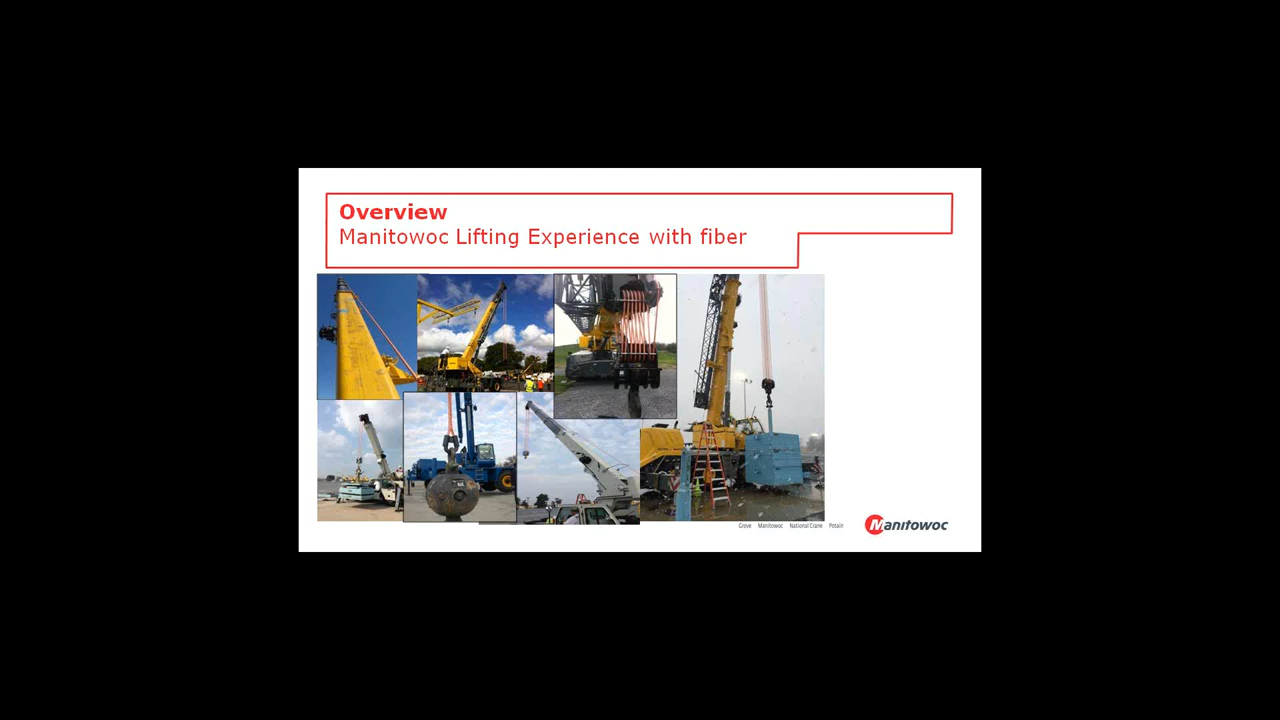 Overview
Manitowoc Lifting Experience with fiber
Grove Manitowoc National Crane Potain
Manitowoc